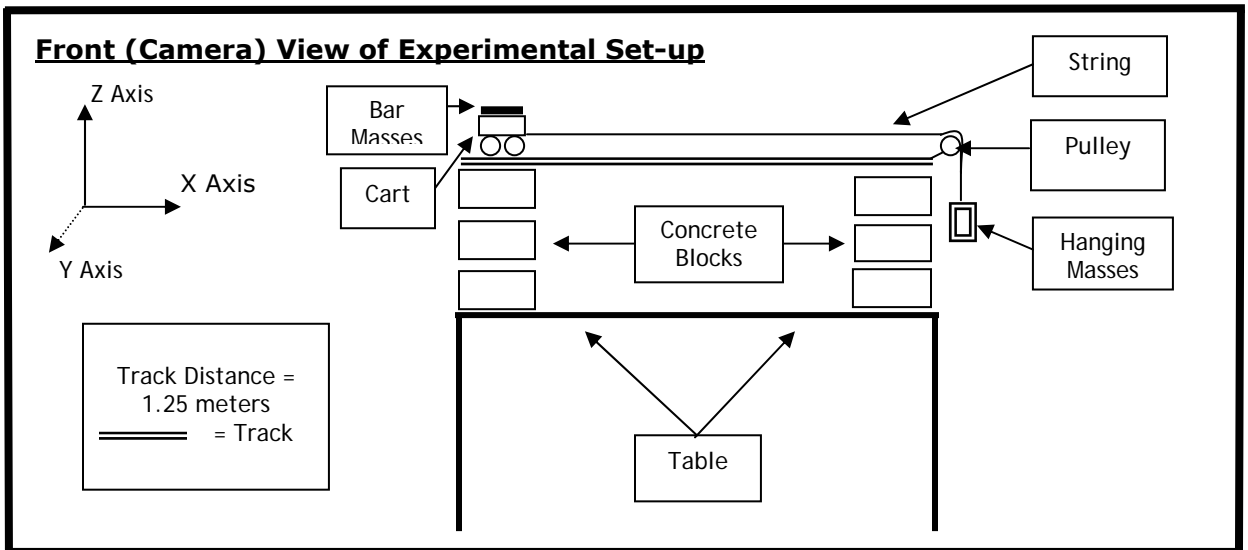 Front (Camera) View of Experimental Set-up
Z Axis
X Axis
Y Axis
Bar
Masses
Cart
String
Pulley
Concrete
Blocks
Hanging
Masses
Track Distance =
1.25 meters
= Track
Table